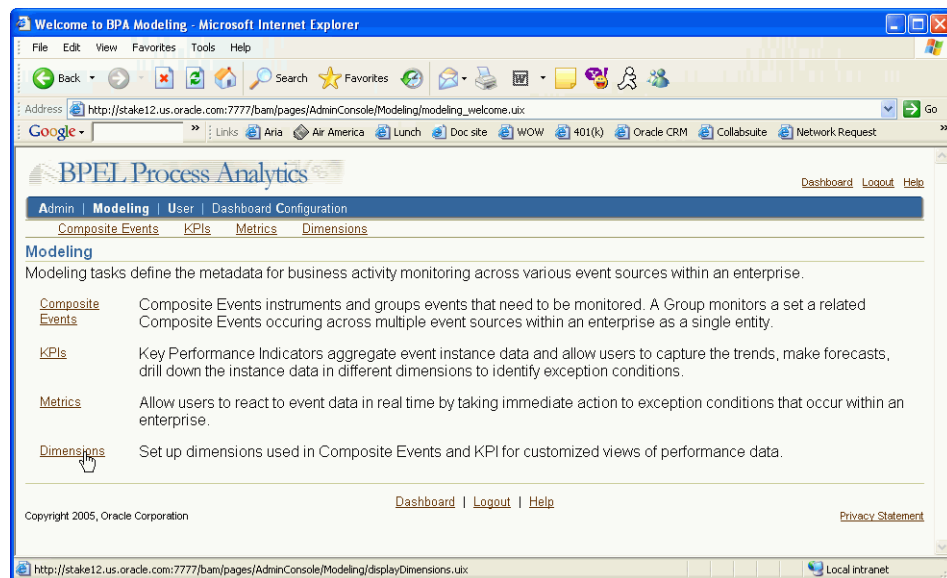 Welcome to BPA Modeling - Microsoft Internet Explorer
File Edit View Favorites Tools Help
Back Search Favorites
Address http://stake12.us.oracle.com:7777/bam/pages/AdminConsole/Modeling/modeling_welcome.uix Go
Google Links Aria Air America Lunch Doc site WOW 401(k) Oracle CRM Collabsuite Network Request
BPEL Process Analytics
Dashboard Logout Help
Admin | Modeling | User | Dashboard Configuration
Composite Events KPIs Metrics Dimensions
Modeling
Modeling tasks define the metadata for business activity monitoring across various event sources within an enterprise.
Composite Events instruments and groups events that need to be monitored. A Group monitors a set a related
Composite
Events
Composite Events occuring across multiple event sources within an enterprise as a single entity.
KPIs Key Performance Indicators aggregate event instance data and allow users to capture the trends, make forecasts,
drill down the instance data in different dimensions to identify exception conditions.
Metrics Allow users to react to event data in real time by taking immediate action to exception conditions that occur within an
enterprise.
Dimensions Set up dimensions used in Composite Events and KPI for customized views of performance data.
Dashboard | Logout | Help
Copyright 2005, Oracle Corporation Privacy Statement
http://stake12.us.oracle.com:7777/bam/pages/AdminConsole/Modeling/displayDimensions.uix Local intranet